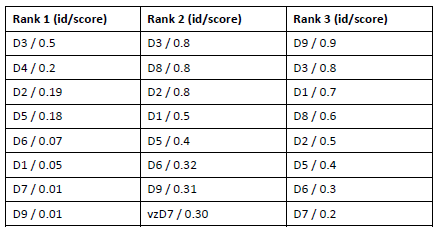 Rank 1 (id/score) Rank 2 (id/score) Rank 3 (id/score)
D3 / 0.5 D3 / 0.8 D9 / 0.9
D4 / 0.2 D8 / 0.8 D3 / 0.8
D2 / 0.19 D2 / 0.8 D1 / 0.7
D5 / 0.18 D1 / 0.5 D8 / 0.6
D6 / 0.07 D5 / 0.4 D2 / 0.5
D1 / 0.05 D6 / 0.32 D5 / 0.4
D7 / 0.01 D9 / 0.31 D6 / 0.3
D9 / 0.01 vzD7 / 0.30 D7 / 0.2